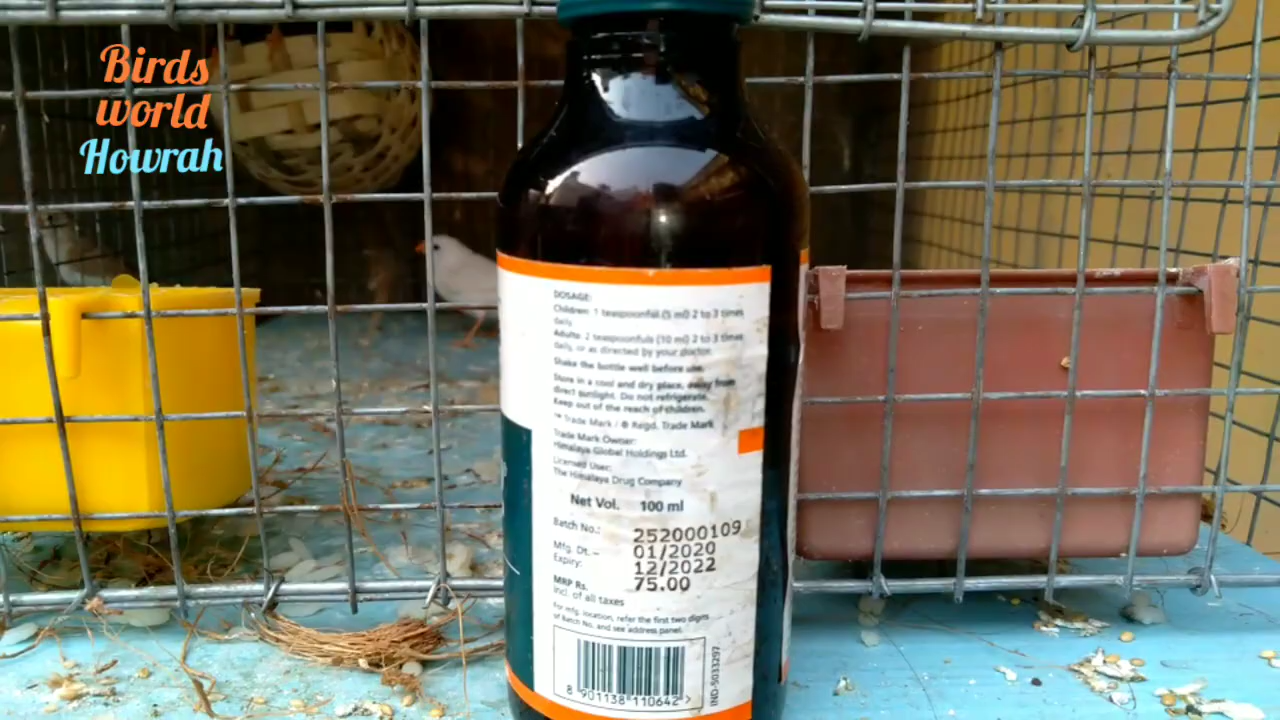 Birds
world
Howrah
DOSAGE:
Children: 1 teaspoonful (5 ml) 2 to 3 times
daily
Adults: 2 teaspoonfuls (10 ml) 2 to 3 times
daily, or as directed by your doctor.
Shake the bottle well before use.
Store in a cool and dry place, away from
direct sunlight. Do not refrigerate.
Keep out of the reach of children.
™ Trade Mark / ® Regd. Trade Mark
Trade Mark Owner:
Himalaya Global Holdings Ltd.
Licensed User:
The Himalaya Drug Company
Net Vol. 100 ml
Batch No.: 252000109
Mfg. Dt.– 01/2020
Expiry: 12/2022
MRP Rs. 75.00
Incl. of all taxes
For mfg. location, refer the first two digits
of Batch No. and see address panel.
8 901138 110642 >
IND-5033297